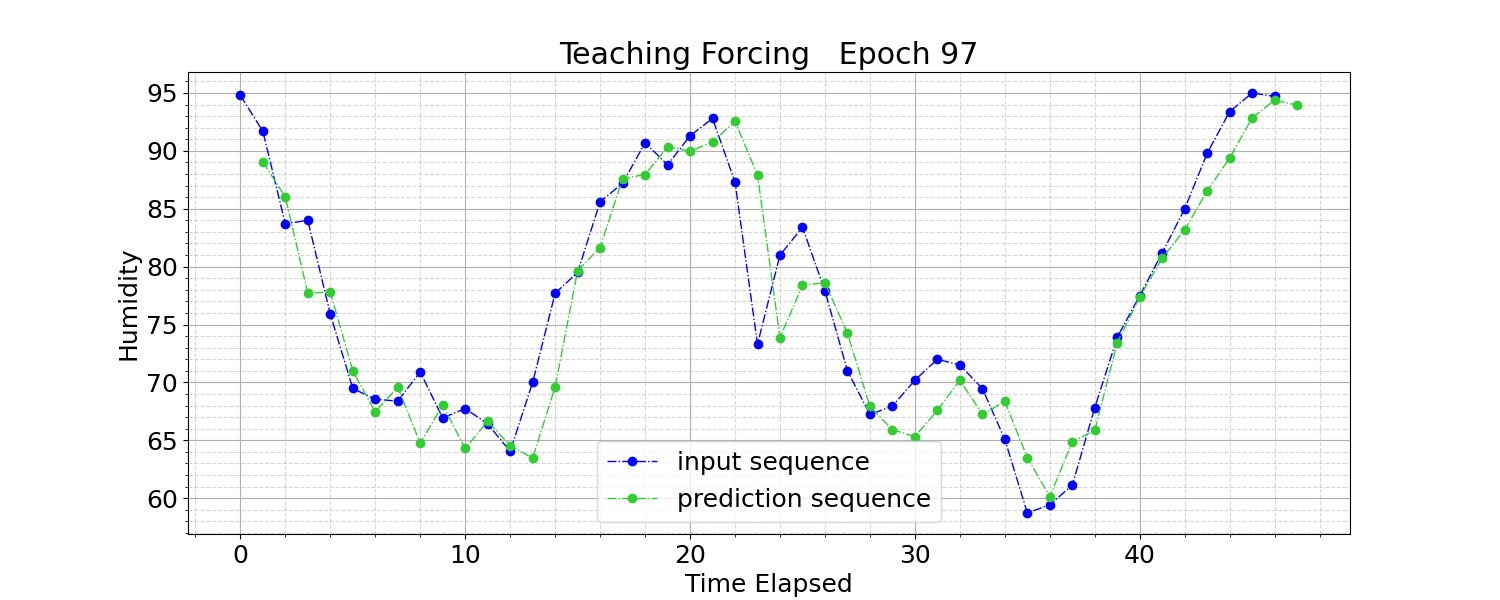 Teaching Forcing   Epoch 97
95
90
85
80
75
70
65
60
Humidity
input sequence
prediction sequence
0 10 20 30 40
Time Elapsed